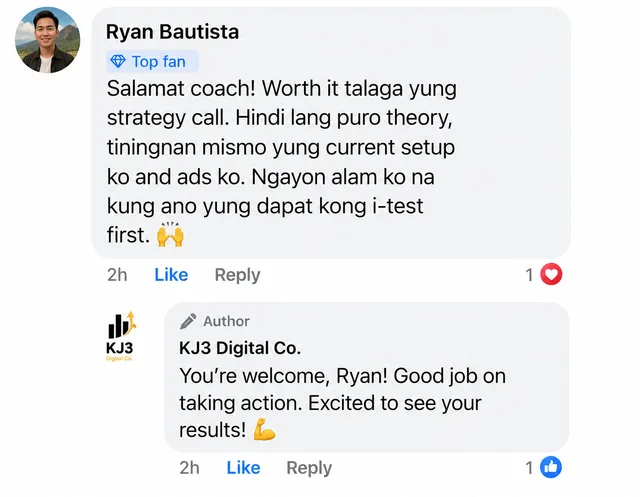 Ryan Bautista
Top fan
Salamat coach! Worth it talaga yung
strategy call. Hindi lang puro theory,
tiningnan mismo yung current setup
ko and ads ko. Ngayon alam ko na
kung ano yung dapat kong i-test
first. 🙌
2h Like Reply 1
Author
KJ3
Digital Co.
KJ3 Digital Co.
You’re welcome, Ryan! Good job on
taking action. Excited to see your
results! 💪
2h Like Reply 1